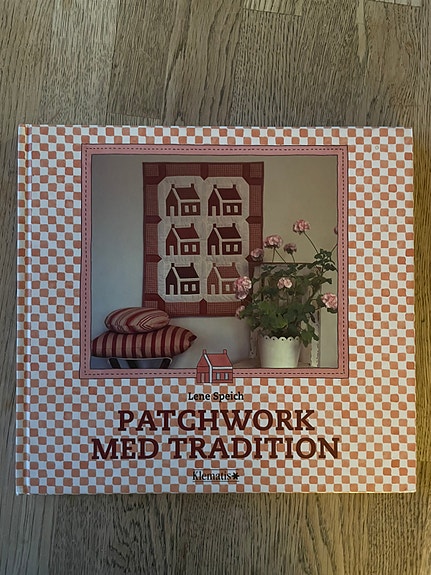 Lene Speich
PATCHWORK
MED TRADITION
Klematis